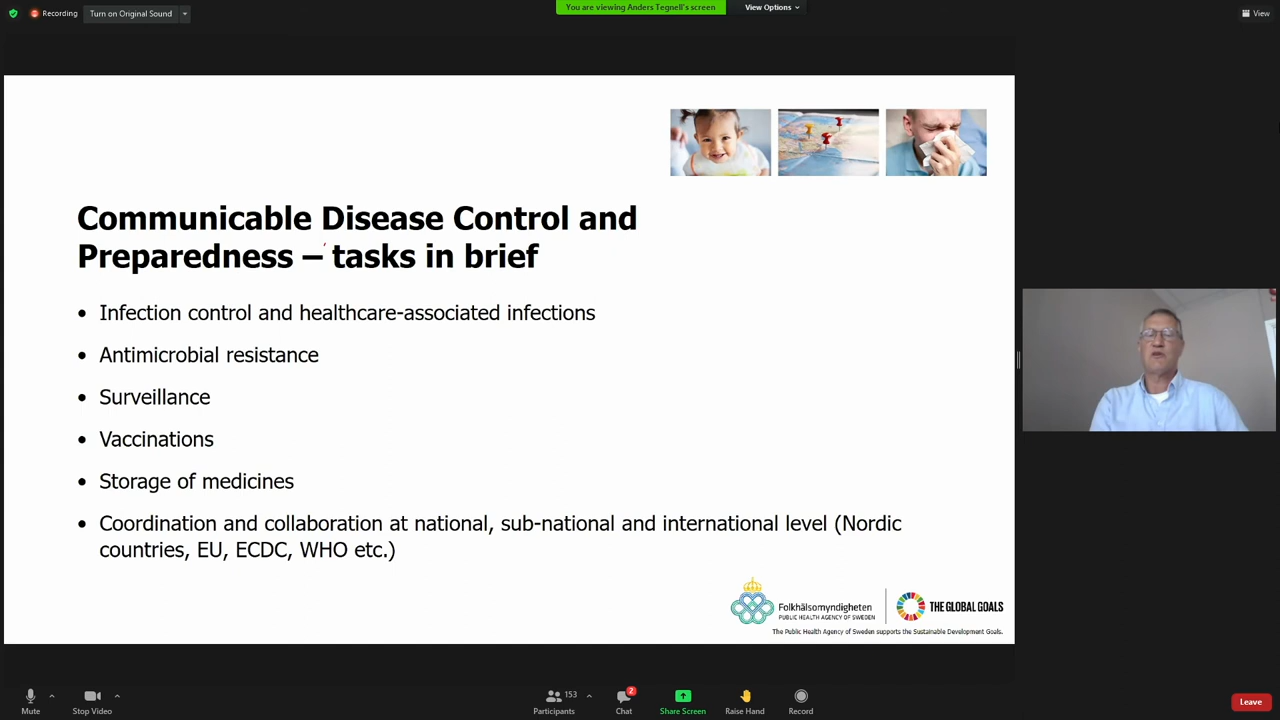 Recording
Turn on Original Sound
You are viewing Anders Tegnell's screen
View Options
View
Communicable Disease Control and
Preparedness – tasks in brief
• Infection control and healthcare-associated infections
• Antimicrobial resistance
• Surveillance
• Vaccinations
• Storage of medicines
• Coordination and collaboration at national, sub-national and international level (Nordic
countries, EU, ECDC, WHO etc.)
Folkhälsomyndigheten
PUBLIC HEALTH AGENCY OF SWEDEN
THE GLOBAL GOALS
The Public Health Agency of Sweden supports the Sustainable Development Goals.
Mute
Stop Video
153
Participants
2
Chat
Share Screen
Raise Hand
Record
Leave